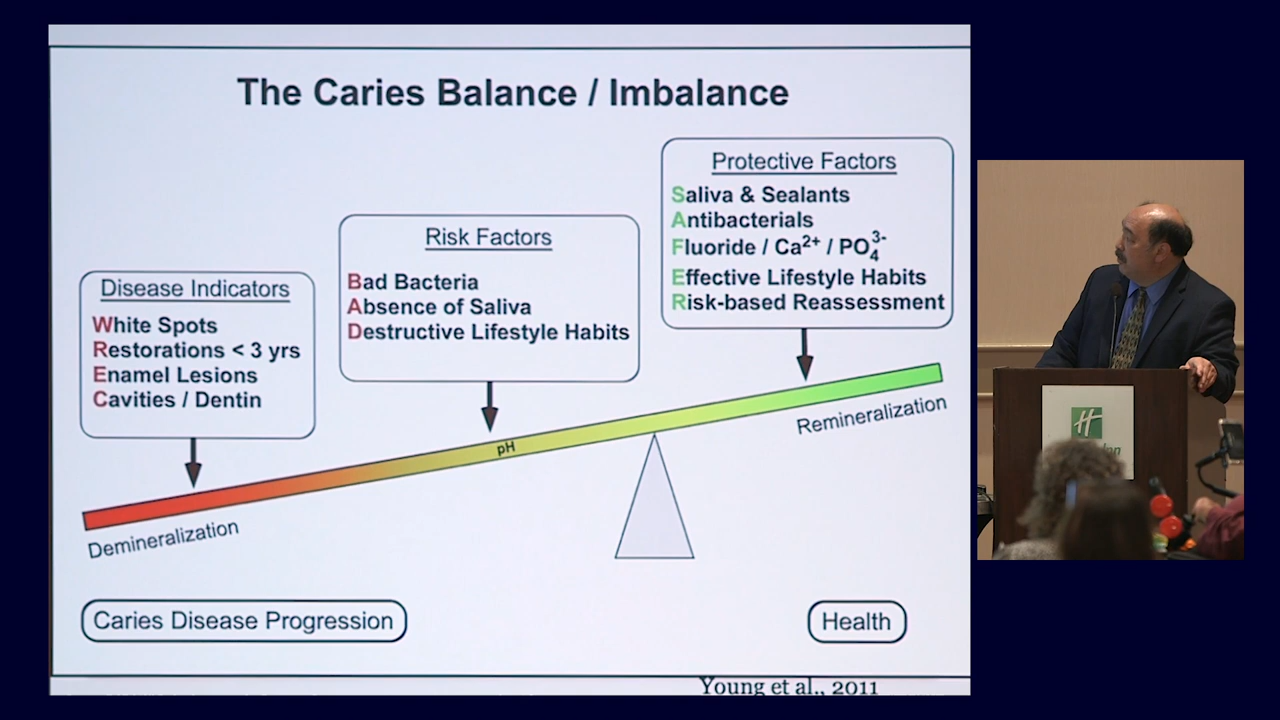 The Caries Balance / Imbalance
Disease Indicators
White Spots
Restorations < 3 yrs
Enamel Lesions
Cavities / Dentin
Risk Factors
Bad Bacteria
Absence of Saliva
Destructive Lifestyle Habits
Protective Factors
Saliva & Sealants
Antibacterials
Fluoride / Ca²⁺ / PO₄³⁻
Effective Lifestyle Habits
Risk-based Reassessment
pH
Demineralization
Remineralization
Caries Disease Progression
Health
Young et al., 2011
H